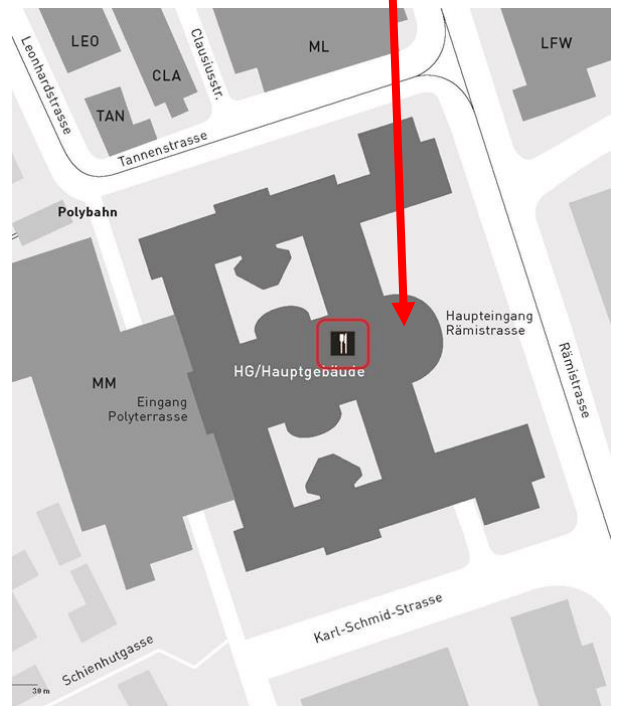 LEO
CLA
Clausiusstr.
ML
LFW
Leonhardstrasse
TAN
Tannenstrasse
Polybahn
Haupteingang
Rämistrasse
Rämistrasse
HG/Hauptgebäude
MM
Eingang
Polyterrasse
Karl-Schmid-Strasse
Schienhutgasse
30 m